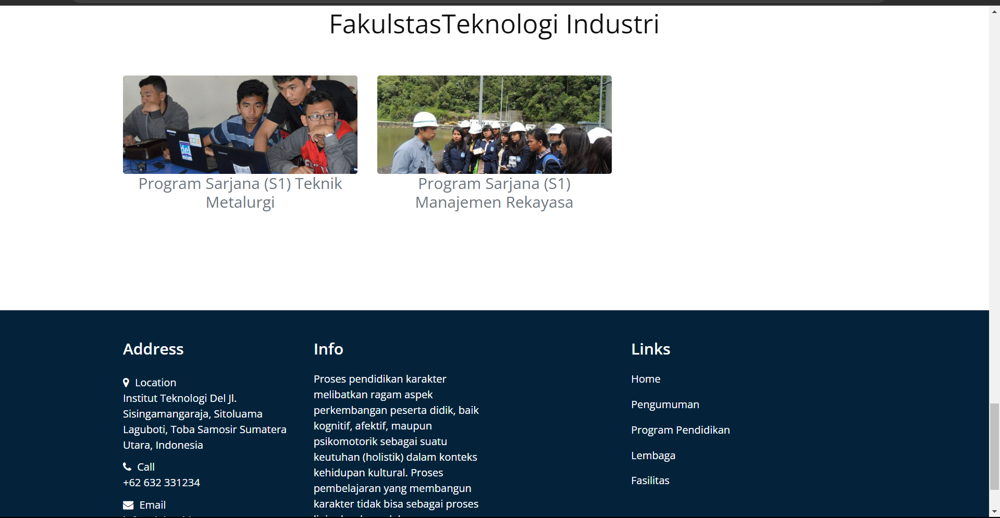 FakulstasTeknologi Industri
del
Program Sarjana (S1) Teknik
Metalurgi
Program Sarjana (S1)
Manajemen Rekayasa
Address
Location
Institut Teknologi Del Jl.
Sisingamangaraja, Sitoluama
Laguboti, Toba Samosir Sumatera
Utara, Indonesia
Call
+62 632 331234
Email
Info
Proses pendidikan karakter
melibatkan ragam aspek
perkembangan peserta didik, baik
kognitif, afektif, maupun
psikomotorik sebagai suatu
keutuhan (holistik) dalam konteks
kehidupan kultural. Proses
pembelajaran yang membangun
karakter tidak bisa sebagai proses
Links
Home
Pengumuman
Program Pendidikan
Lembaga
Fasilitas